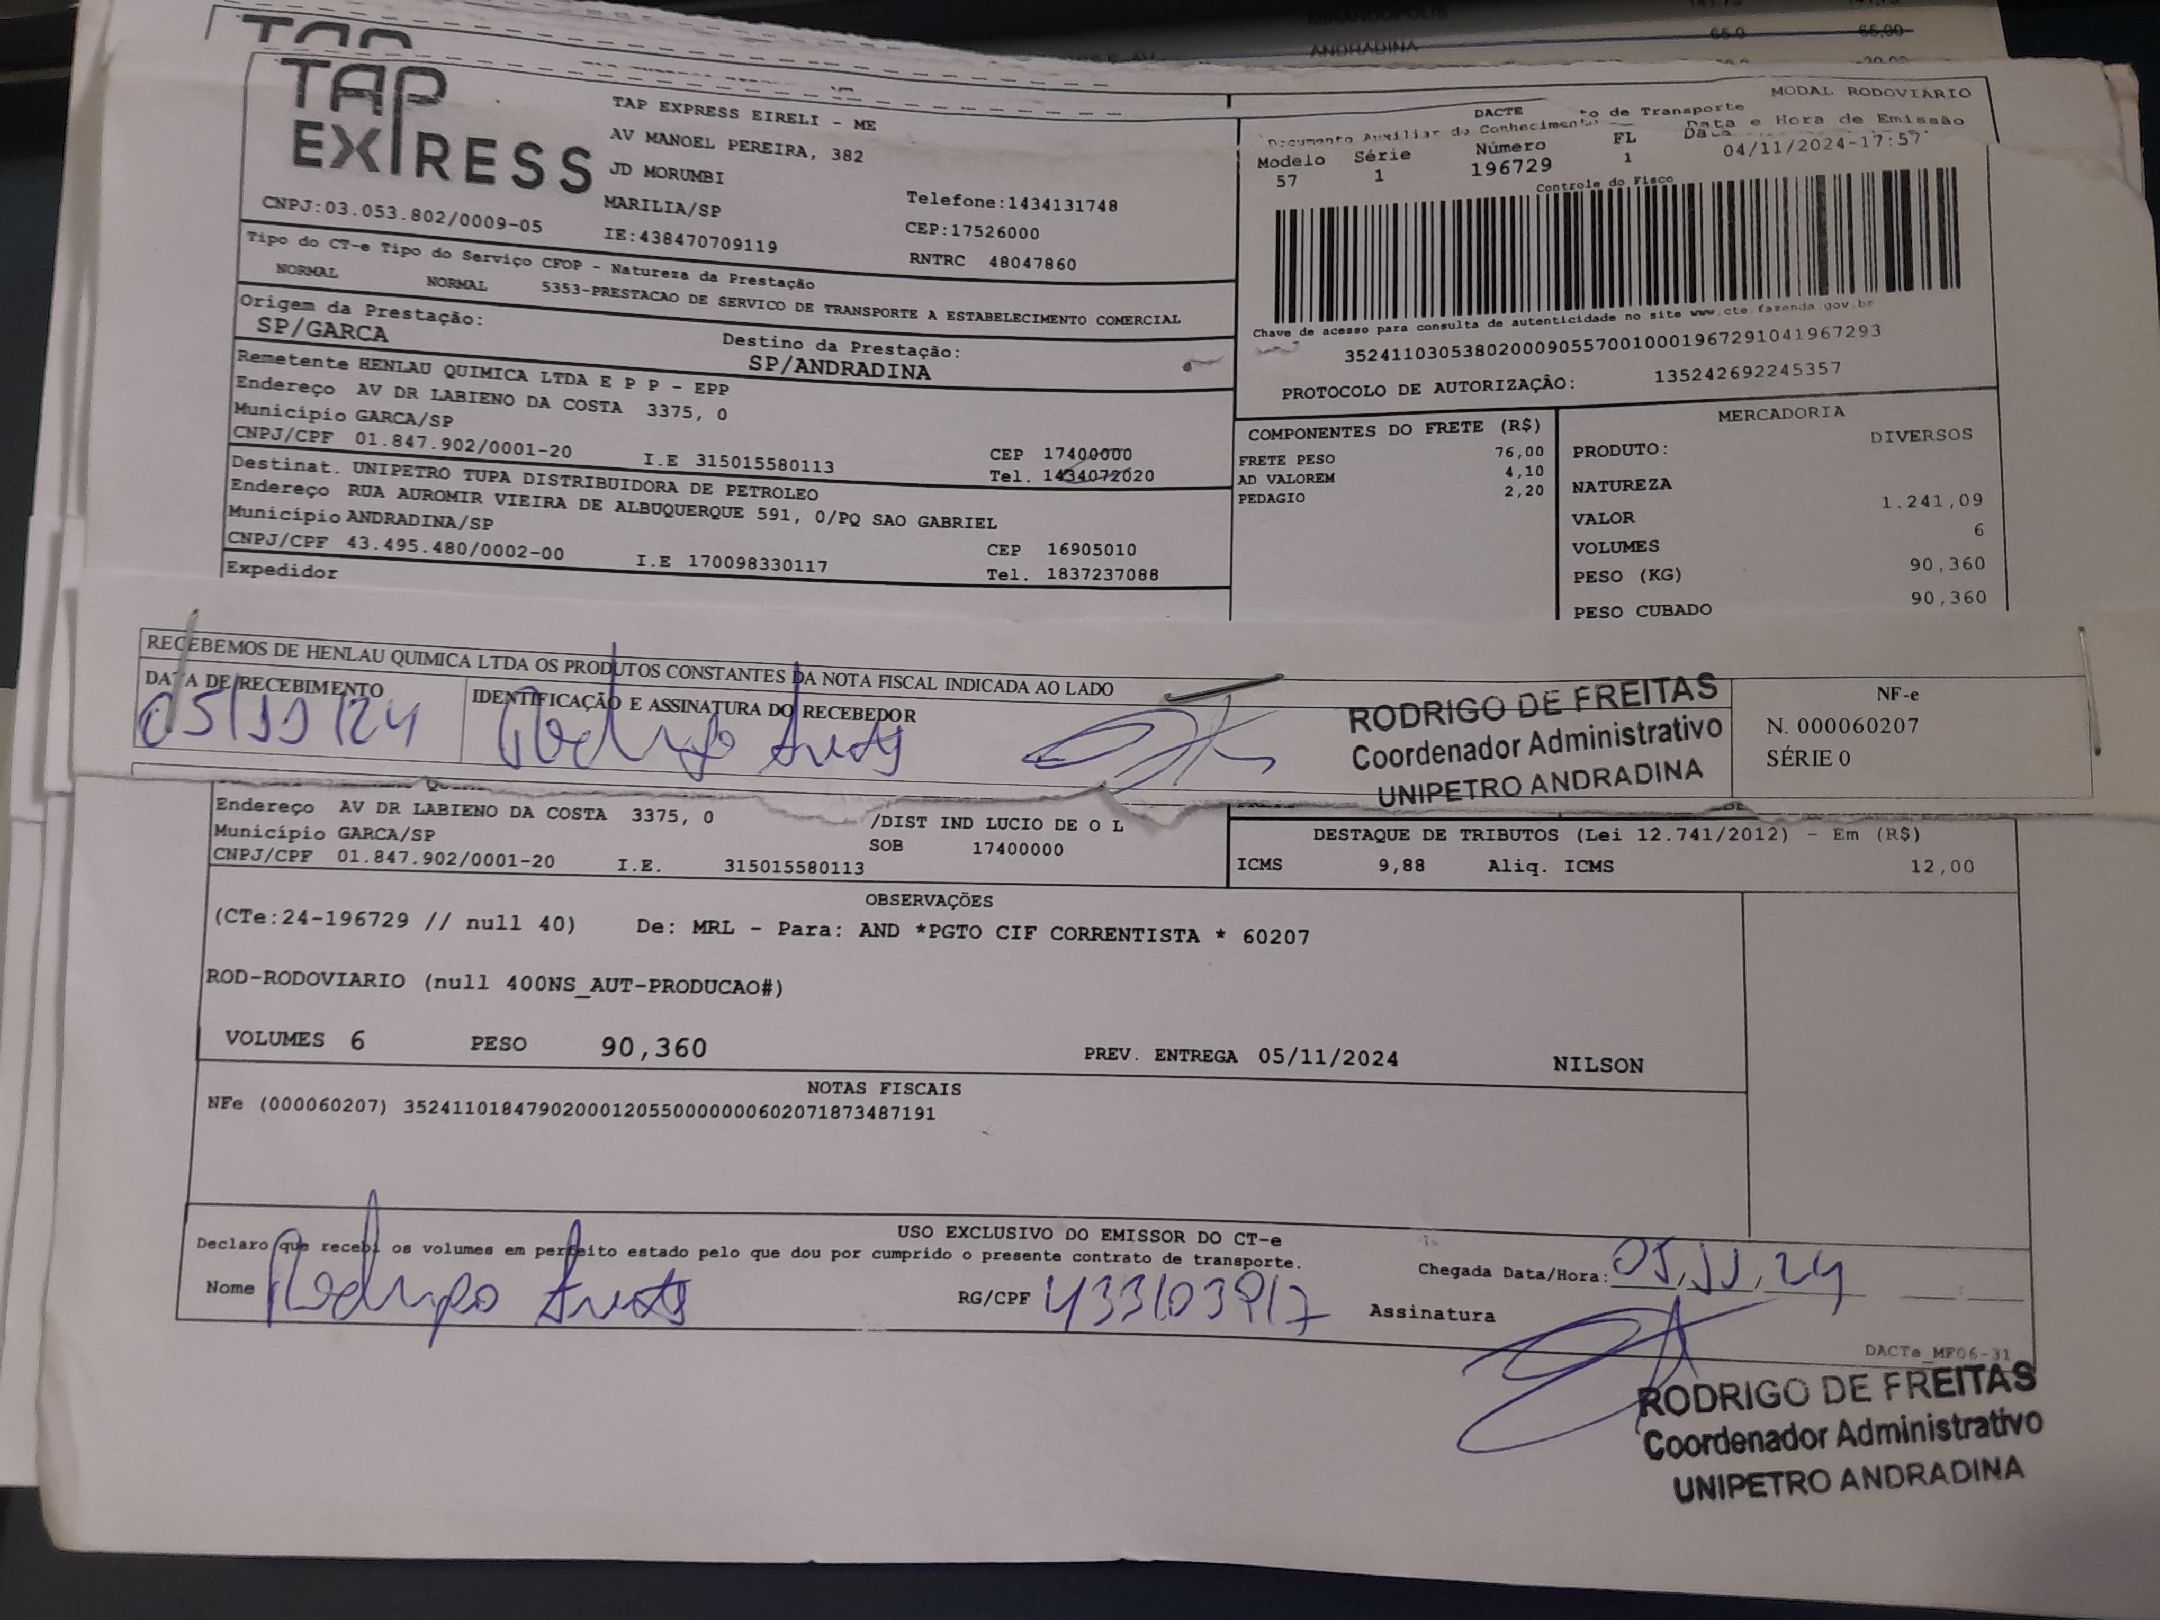 MIRANDOPOLIS
ANDRADINA 65,0 65,00
TAP
TAP EXPRESS
TAP EXPRESS EIRELI - ME
AV MANOEL PEREIRA, 382
JD MORUMBI
MARILIA/SP Telefone:1434131748
CNPJ:03.053.802/0009-05 IE:438470709119 CEP:17526000
RNTRC 48047860
MODAL RODOVIÁRIO
DACTE
Documento Auxiliar do Conhecimento de Transporte
Modelo Série Número FL Data e Hora de Emissão
57 1 196729 1 04/11/2024-17:57
Controle do Fisco
Chave de acesso para consulta de autenticidade no site www.cte.fazenda.gov.br
35241103053802000905570010001967291041967293
PROTOCOLO DE AUTORIZAÇÃO: 135242692245357
Tipo do CT-e Tipo do Serviço CFOP - Natureza da Prestação
NORMAL NORMAL 5353-PRESTACAO DE SERVICO DE TRANSPORTE A ESTABELECIMENTO COMERCIAL
Origem da Prestação: Destino da Prestação:
SP/GARCA SP/ANDRADINA
Remetente HENLAU QUIMICA LTDA E P P - EPP
Endereço AV DR LABIENO DA COSTA 3375, 0
Município GARCA/SP CEP 17400000
CNPJ/CPF 01.847.902/0001-20 I.E 315015580113 Tel. 1434072020
Destinat. UNIPETRO TUPA DISTRIBUIDORA DE PETROLEO
Endereço RUA AUROMIR VIEIRA DE ALBUQUERQUE 591, 0/PQ SAO GABRIEL
Município ANDRADINA/SP CEP 16905010
CNPJ/CPF 43.495.480/0002-00 I.E 170098330117 Tel. 1837237088
Expedidor
COMPONENTES DO FRETE (R$)
FRETE PESO 76,00
AD VALOREM 4,10
PEDAGIO 2,20
MERCADORIA
PRODUTO: DIVERSOS
NATUREZA
VALOR 1.241,09
VOLUMES 6
PESO (KG) 90,360
PESO CUBADO 90,360
RECEBEMOS DE HENLAU QUIMICA LTDA OS PRODUTOS CONSTANTES DA NOTA FISCAL INDICADA AO LADO
DATA DE RECEBIMENTO IDENTIFICAÇÃO E ASSINATURA DO RECEBEDOR
05/11/24 Rodrigo
RODRIGO DE FREITAS
Coordenador Administrativo
UNIPETRO ANDRADINA
NF-e
N. 000060207
SÉRIE 0
Endereço AV DR LABIENO DA COSTA 3375, 0 /DIST IND LUCIO DE O L
Município GARCA/SP SOB 17400000
CNPJ/CPF 01.847.902/0001-20 I.E. 315015580113
DESTAQUE DE TRIBUTOS (Lei 12.741/2012) - Em (R$)
ICMS 9,88 Aliq. ICMS 12,00
OBSERVAÇÕES
(CTe:24-196729 // null 40) De: MRL - Para: AND *PGTO CIF CORRENTISTA * 60207
ROD-RODOVIARIO (null 400NS_AUT-PRODUCAO#)
VOLUMES 6 PESO 90,360 PREV. ENTREGA 05/11/2024 NILSON
NOTAS FISCAIS
NFe (000060207) 35241101847902000120550000000602071873487191
USO EXCLUSIVO DO EMISSOR DO CT-e
Declaro que recebi os volumes em perfeito estado pelo que dou por cumprido o presente contrato de transporte.
Chegada Data/Hora: 05,11,24
Nome Rodrigo RG/CPF Assinatura
DACTe_MF06-31
RODRIGO DE FREITAS
Coordenador Administrativo
UNIPETRO ANDRADINA